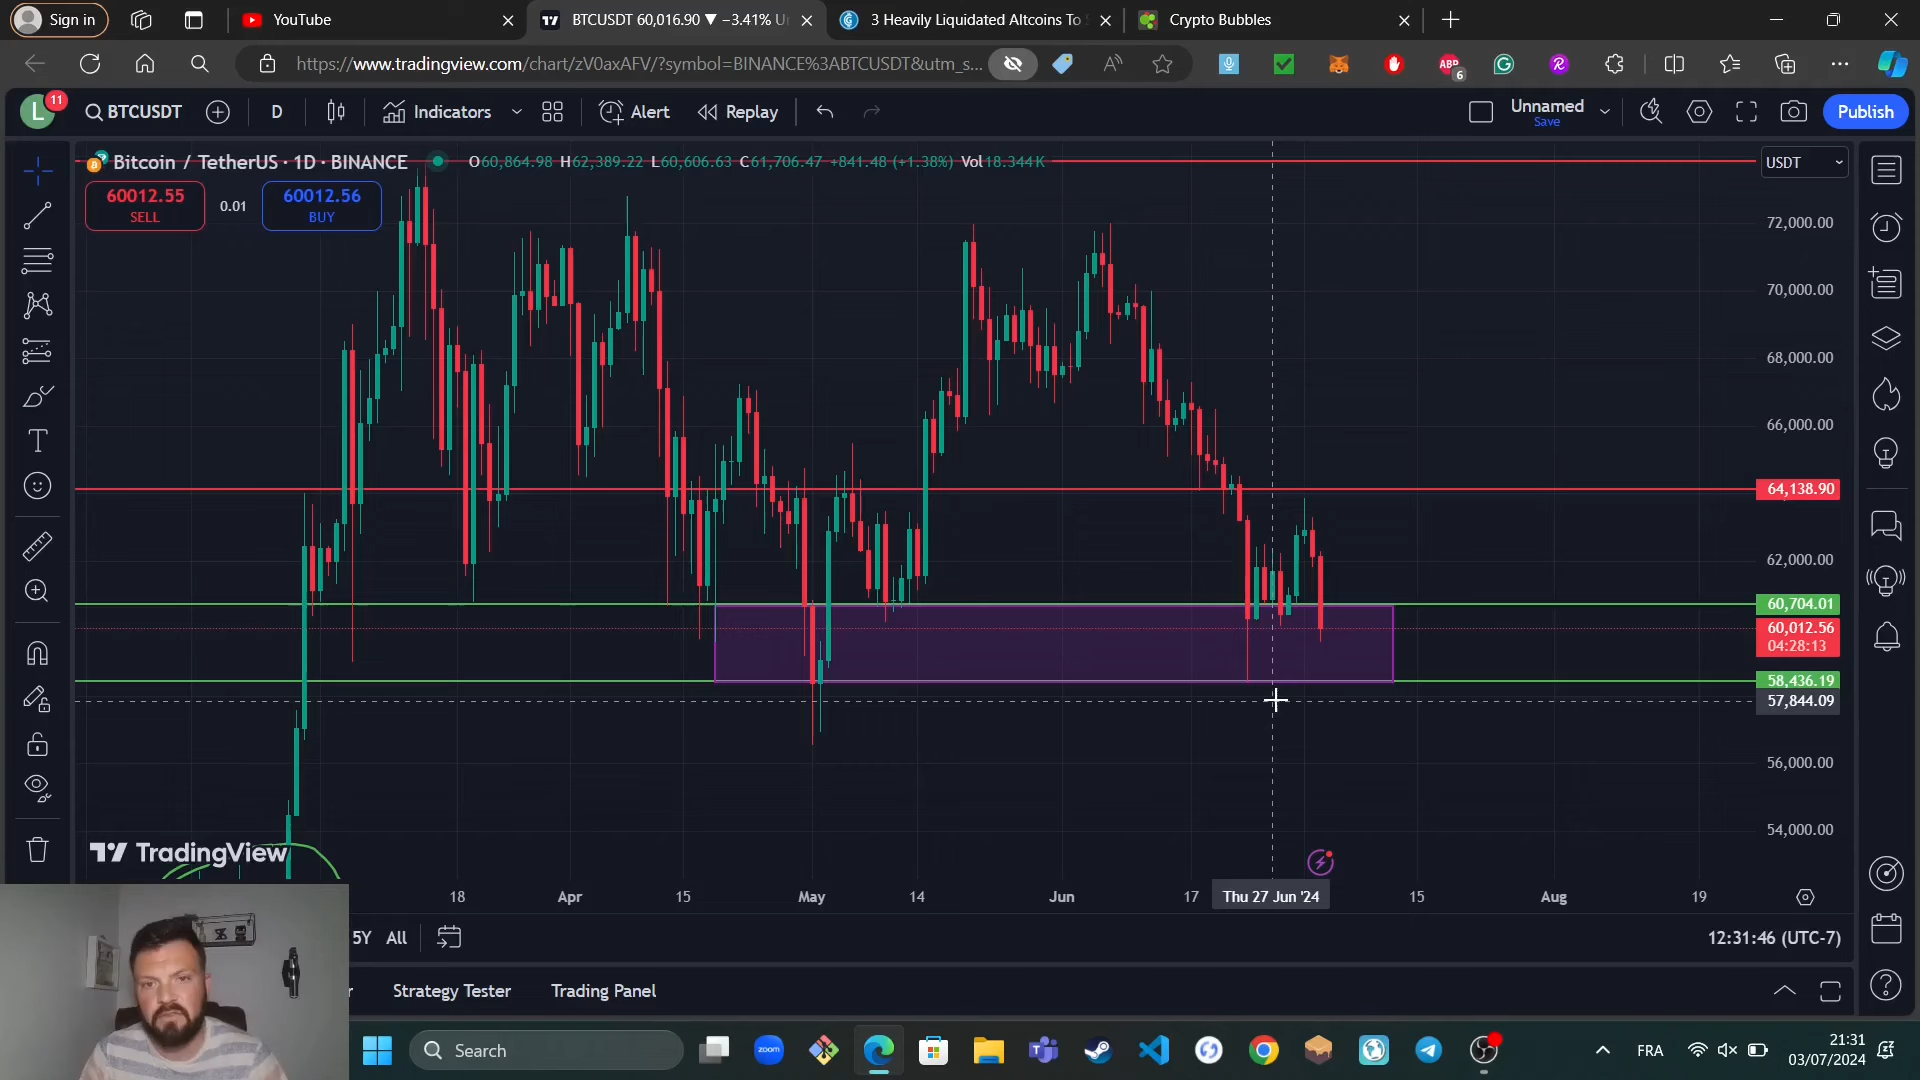 Sign in
YouTube
BTCUSDT 60,016.90 ▼ −3.41% U
3 Heavily Liquidated Altcoins To
Crypto Bubbles
https://www.tradingview.com/chart/zV0axAFV/?symbol=BINANCE%3ABTCUSDT&utm_s...
ABP
6
L
11
BTCUSDT
D
Indicators
Alert
Replay
Unnamed
Save
Publish
Bitcoin / TetherUS · 1D · BINANCE
O60,864.98 H62,389.22 L60,606.63 C61,706.47 +841.48 (+1.38%) Vol18.344K
USDT
60012.55
SELL
0.01
60012.56
BUY
72,000.00
70,000.00
68,000.00
66,000.00
64,138.90
62,000.00
60,704.01
60,012.56
04:28:13
58,436.19
57,844.09
56,000.00
54,000.00
TradingView
18
Apr
15
May
14
Jun
17
Thu 27 Jun '24
15
Aug
19
5Y
All
12:31:46 (UTC-7)
r
Strategy Tester
Trading Panel
Search
zoom
FRA
21:31
03/07/2024